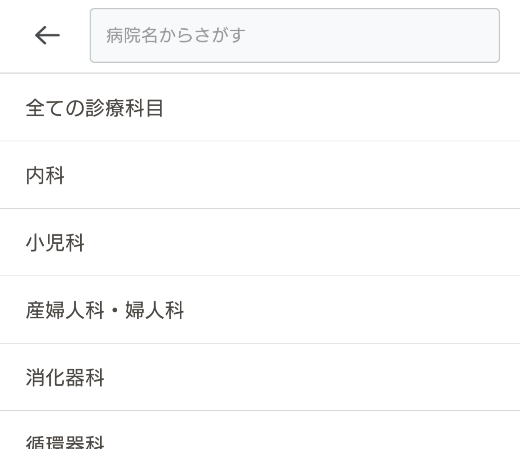 病院名からさがす
全ての診療科目
内科
小児科
産婦人科・婦人科
消化器科
循環器科